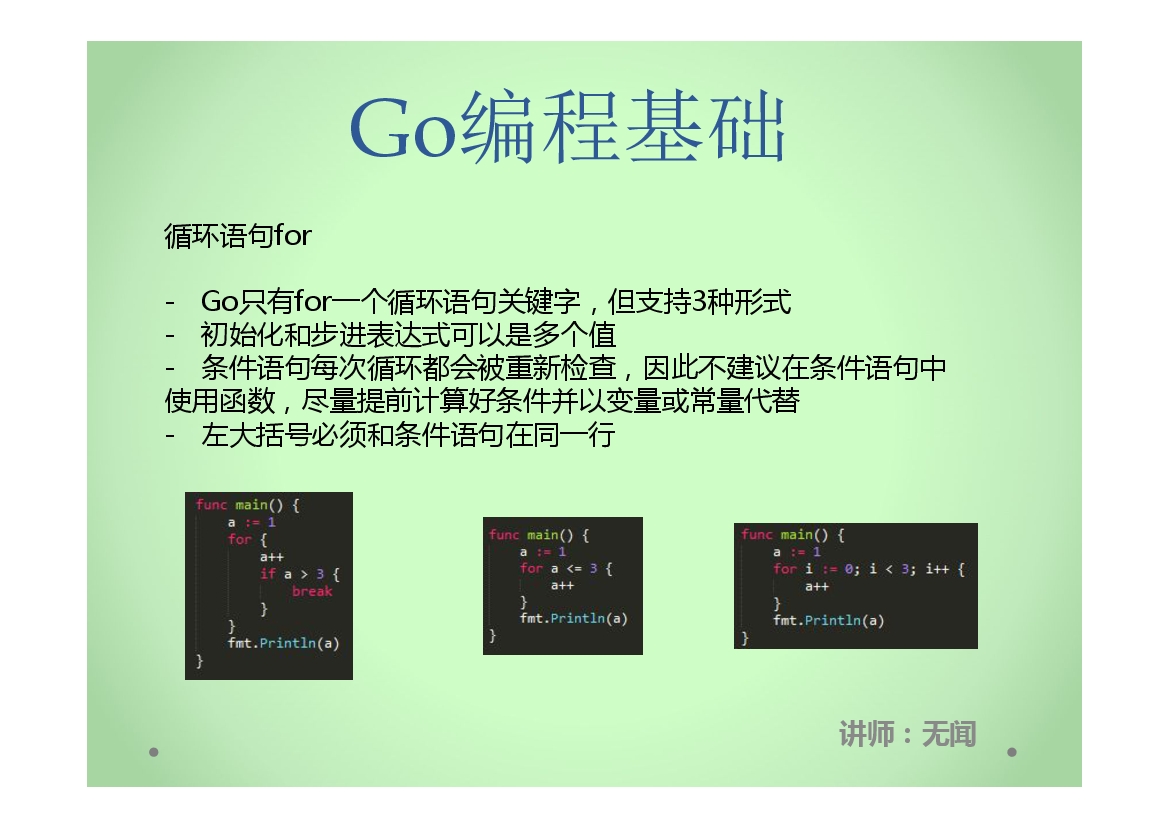 Go编程基础
循环语句for
- Go只有for一个循环语句关键字，但支持3种形式
- 初始化和步进表达式可以是多个值
- 条件语句每次循环都会被重新检查，因此不建议在条件语句中
使用函数，尽量提前计算好条件并以变量或常量代替
- 左大括号必须和条件语句在同一行
func main() {
    a := 1
    for {
        a++
        if a > 3 {
            break
        }
    }
    fmt.Println(a)
}
func main() {
    a := 1
    for a <= 3 {
        a++
    }
    fmt.Println(a)
}
func main() {
    a := 1
    for i := 0; i < 3; i++ {
        a++
    }
    fmt.Println(a)
}
讲师：无闻